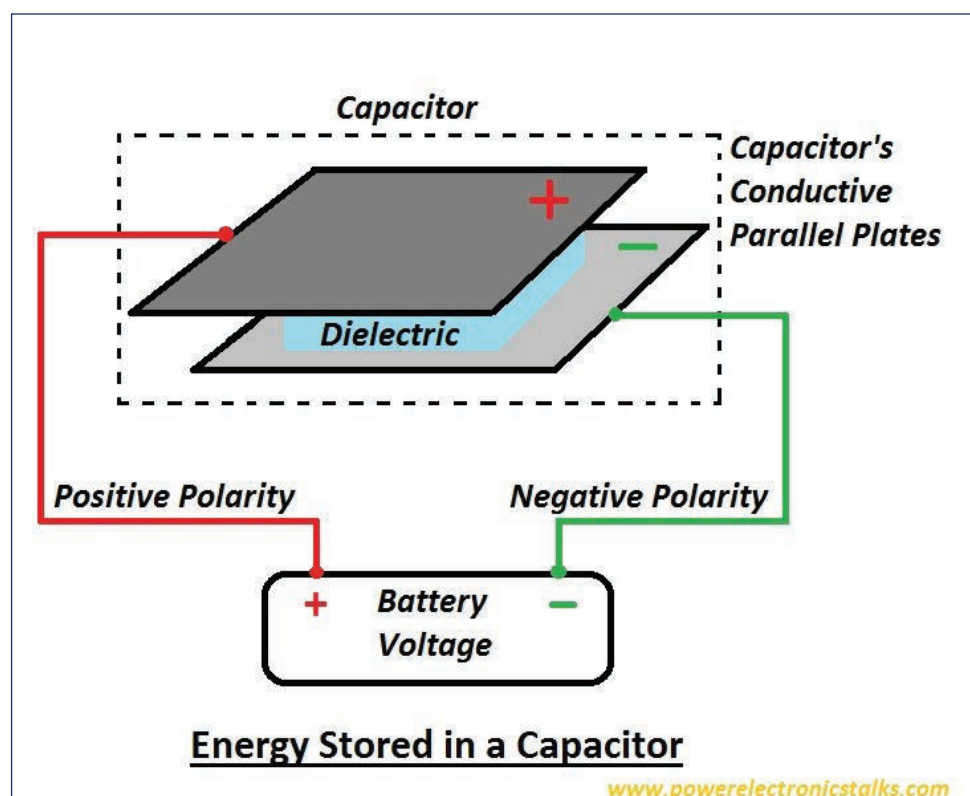 Capacitor
Capacitor's
Conductive
Parallel Plates
+
−
Dielectric
Positive Polarity
Negative Polarity
+ Battery −
Voltage
Energy Stored in a Capacitor
www.powerelectronicstalks.com